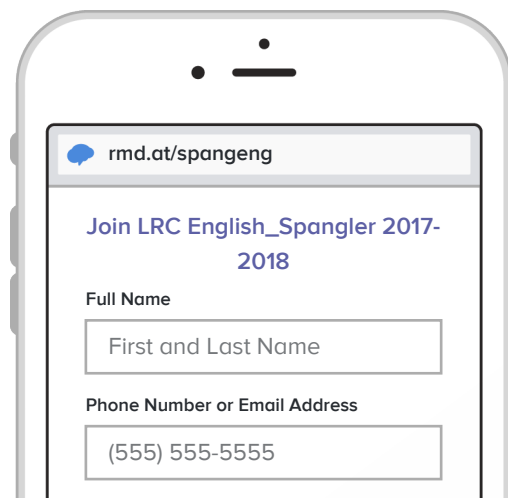 rmd.at/spangeng
Join LRC English_Spangler 2017-
2018
Full Name
First and Last Name
Phone Number or Email Address
(555) 555-5555